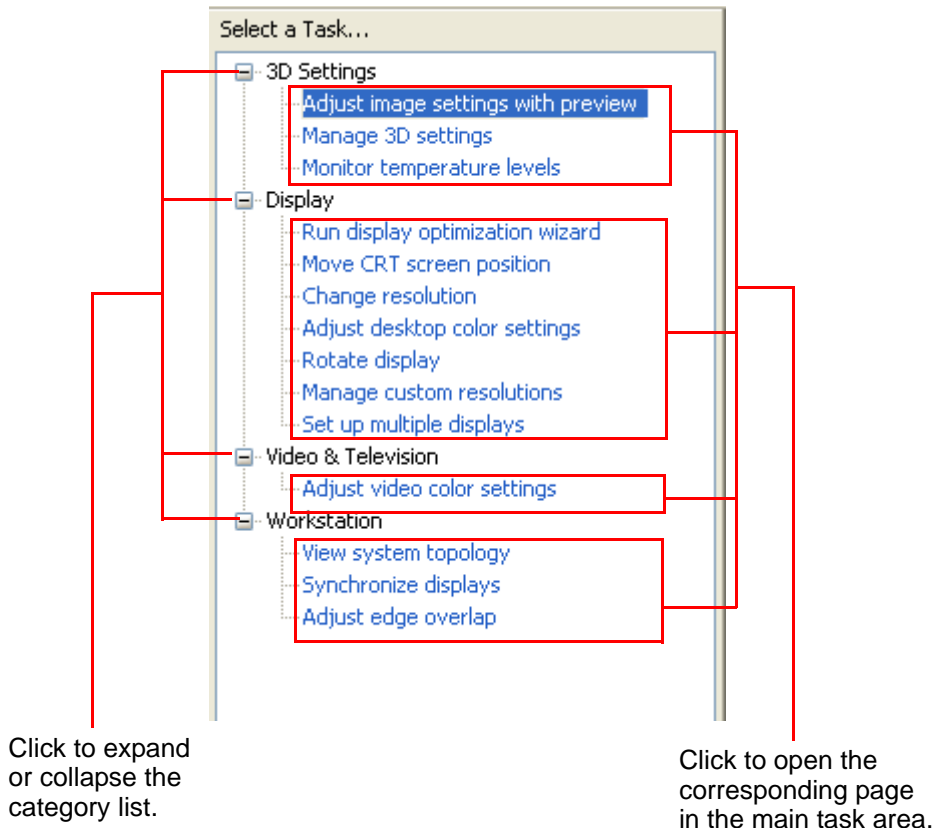 Select a Task...
3D Settings
Adjust image settings with preview
Manage 3D settings
Monitor temperature levels
Display
Run display optimization wizard
Move CRT screen position
Change resolution
Adjust desktop color settings
Rotate display
Manage custom resolutions
Set up multiple displays
Video & Television
Adjust video color settings
Workstation
View system topology
Synchronize displays
Adjust edge overlap
Click to expand
or collapse the
category list.
Click to open the
corresponding page
in the main task area.